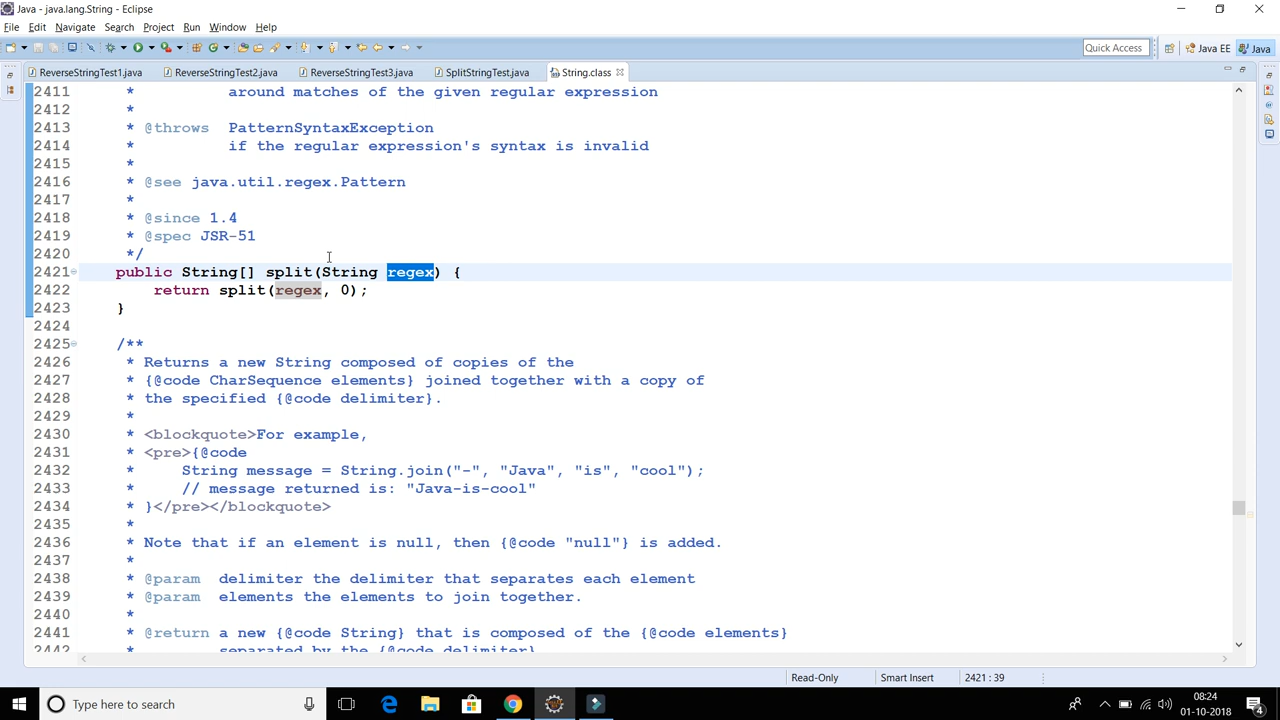 Java - java.lang.String - Eclipse
File Edit Navigate Search Project Run Window Help
Quick Access Java EE Java
ReverseStringTest1.java ReverseStringTest2.java ReverseStringTest3.java SplitStringTest.java String.class
2411 * around matches of the given regular expression
2412 *
2413 * @throws PatternSyntaxException
2414 * if the regular expression's syntax is invalid
2415 *
2416 * @see java.util.regex.Pattern
2417 *
2418 * @since 1.4
2419 * @spec JSR-51
2420 */
2421 public String[] split(String regex) {
2422 return split(regex, 0);
2423 }
2424
2425 /**
2426 * Returns a new String composed of copies of the
2427 * {@code CharSequence elements} joined together with a copy of
2428 * the specified {@code delimiter}.
2429 *
2430 * <blockquote>For example,
2431 * <pre>{@code
2432 * String message = String.join("-", "Java", "is", "cool");
2433 * // message returned is: "Java-is-cool"
2434 * }</pre></blockquote>
2435 *
2436 * Note that if an element is null, then {@code "null"} is added.
2437 *
2438 * @param delimiter the delimiter that separates each element
2439 * @param elements the elements to join together.
2440 *
2441 * @return a new {@code String} that is composed of the {@code elements}
2442 * separated by the {@code delimiter}
Read-Only Smart Insert 2421 : 39
Type here to search
08:24
01-10-2018
4